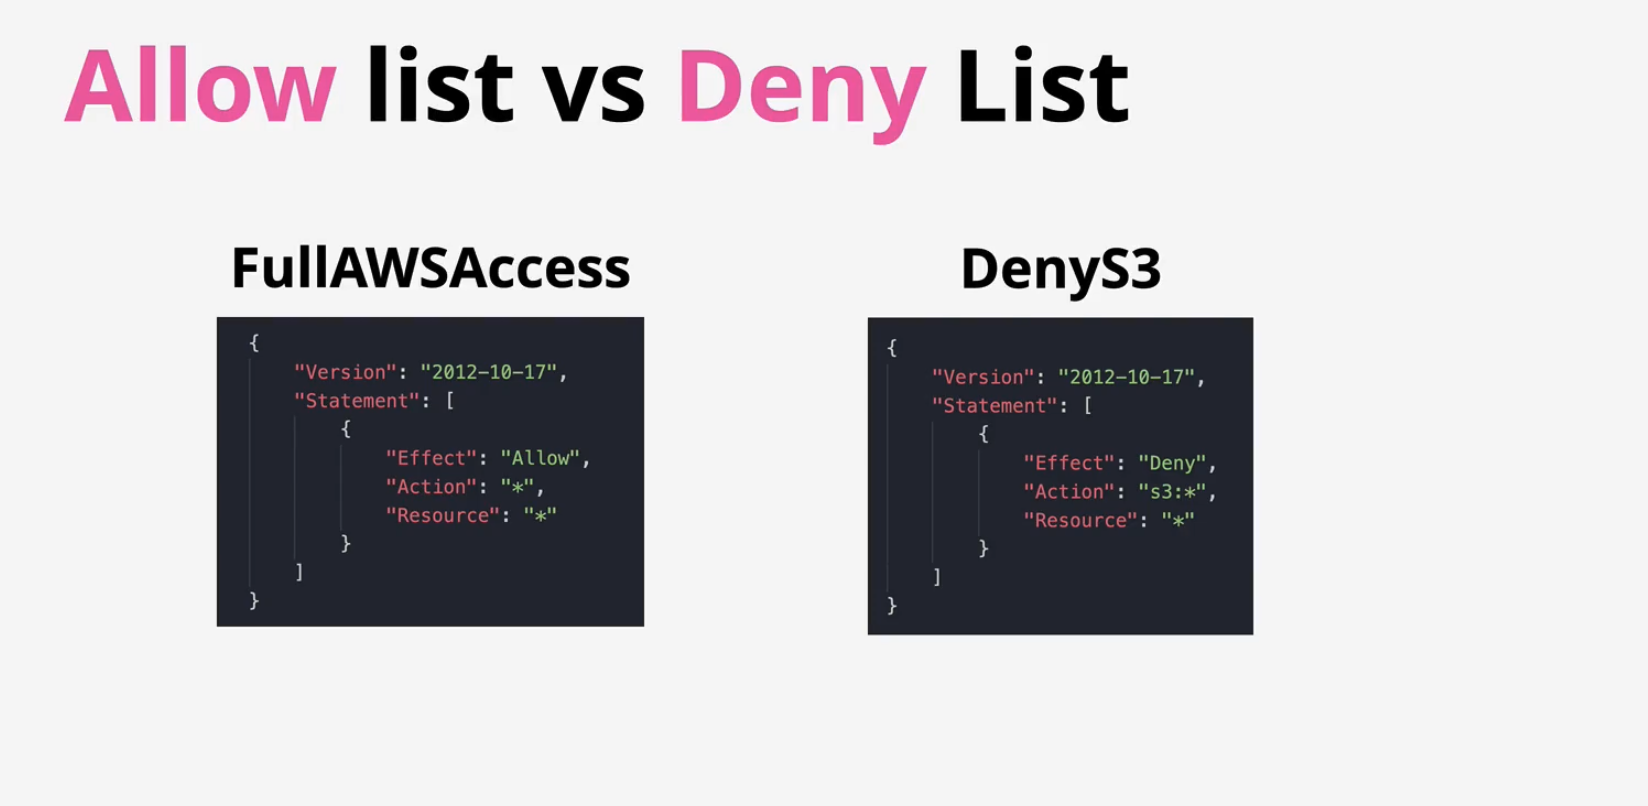 Allow list vs Deny List
FullAWSAccess
{
    "Version": "2012-10-17",
    "Statement": [
        {
            "Effect": "Allow",
            "Action": "*",
            "Resource": "*"
        }
    ]
}
DenyS3
{
    "Version": "2012-10-17",
    "Statement": [
        {
            "Effect": "Deny",
            "Action": "s3:*",
            "Resource": "*"
        }
    ]
}